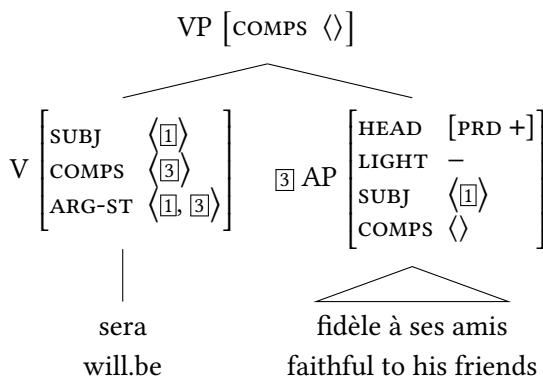 VP [COMPS ⟨⟩]
V [SUBJ ⟨[1]⟩
COMPS ⟨[3]⟩
ARG-ST ⟨[1], [3]⟩]
[3] AP [HEAD [PRD +]
LIGHT –
SUBJ ⟨[1]⟩
COMPS ⟨⟩]
sera
will.be
fidèle à ses amis
faithful to his friends